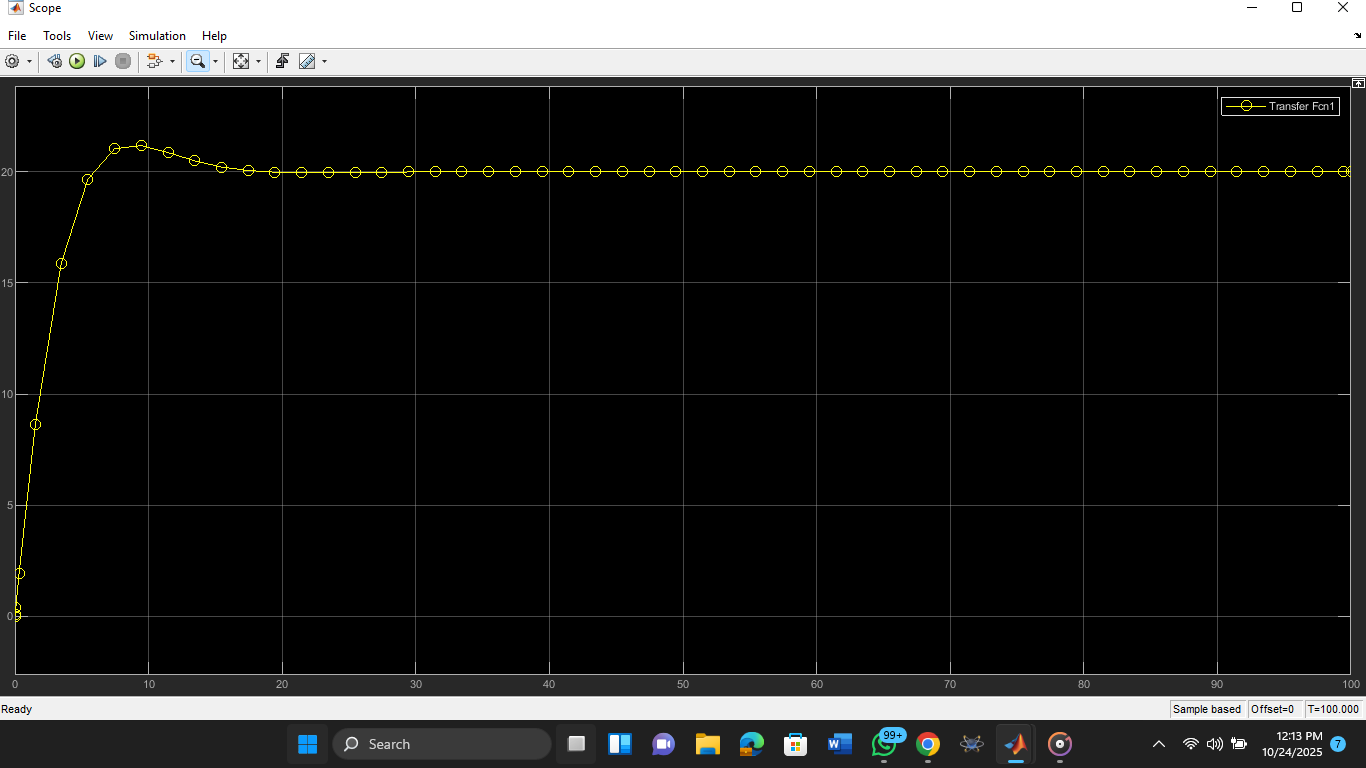 Scope
File Tools View Simulation Help
Transfer Fcn1
20
15
10
5
0
0 10 20 30 40 50 60 70 80 90 100
Ready Sample based Offset=0 T=100.000
99+
Search 12:13 PM
10/24/2025 7